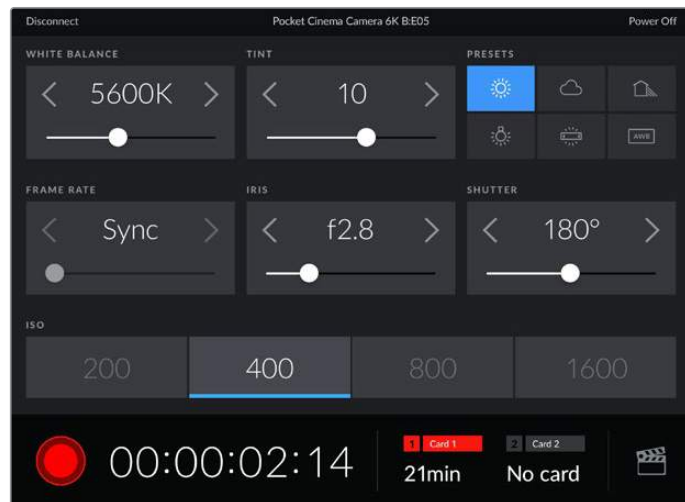 Disconnect Pocket Cinema Camera 6K B:E05 Power Off
WHITE BALANCE TINT PRESETS
5600K 10
AWB
FRAME RATE IRIS SHUTTER
Sync f2.8 180°
ISO
200 400 800 1600
00:00:02:14
1 Card 1 2 Card 2
21min No card